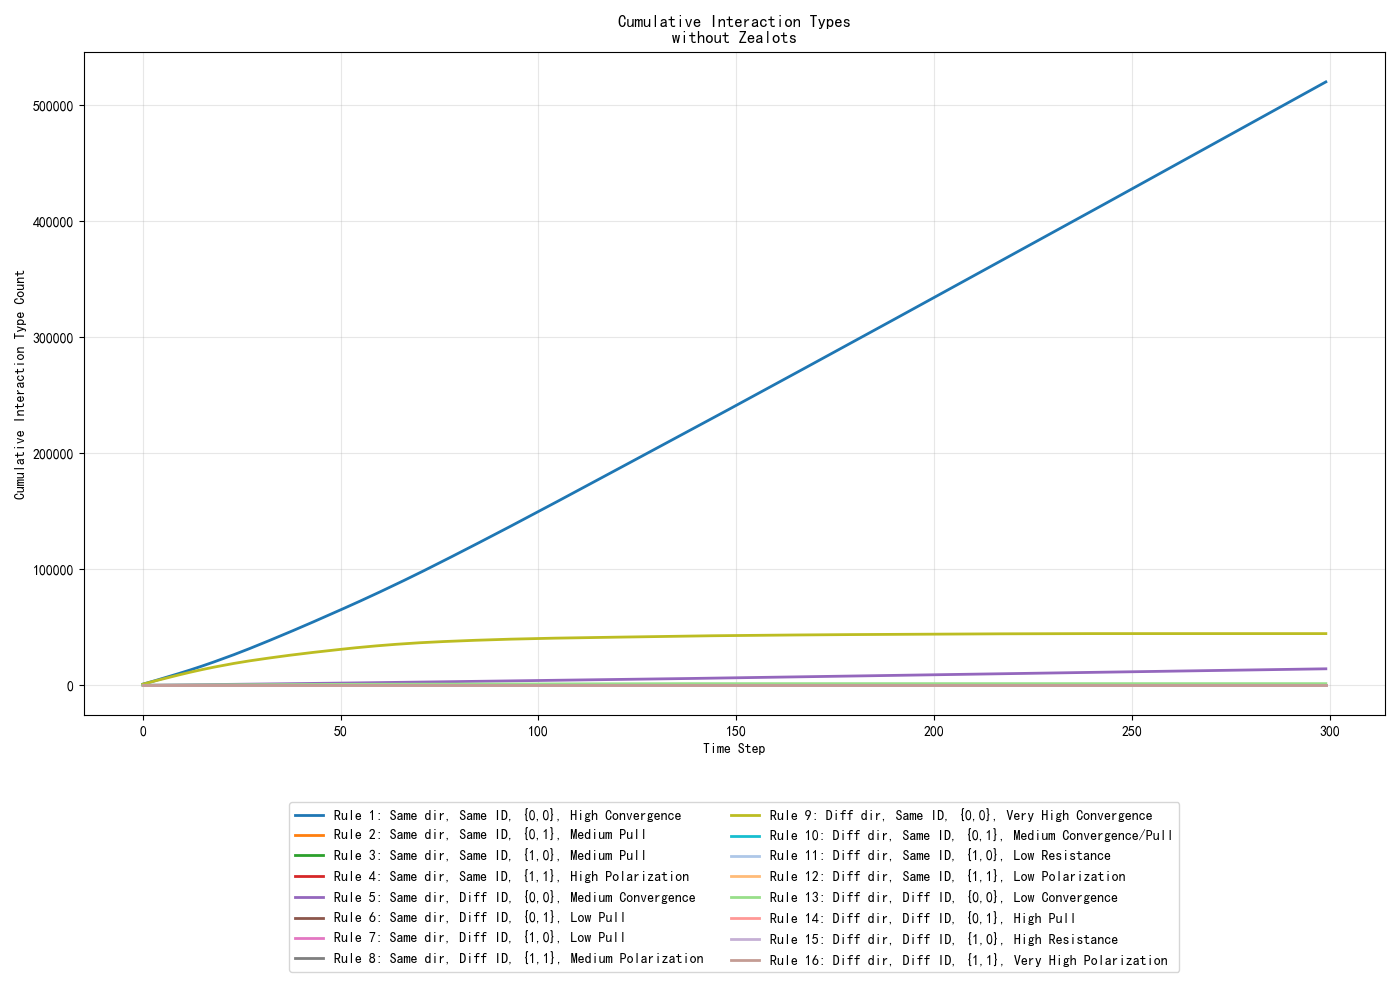 Cumulative Interaction Types
without Zealots
Cumulative Interaction Type Count
500000
400000
300000
200000
100000
0
0
50
100
150
200
250
300
Time Step
Rule 1: Same dir, Same ID, {0,0}, High Convergence
Rule 2: Same dir, Same ID, {0,1}, Medium Pull
Rule 3: Same dir, Same ID, {1,0}, Medium Pull
Rule 4: Same dir, Same ID, {1,1}, High Polarization
Rule 5: Same dir, Diff ID, {0,0}, Medium Convergence
Rule 6: Same dir, Diff ID, {0,1}, Low Pull
Rule 7: Same dir, Diff ID, {1,0}, Low Pull
Rule 8: Same dir, Diff ID, {1,1}, Medium Polarization
Rule 9: Diff dir, Same ID, {0,0}, Very High Convergence
Rule 10: Diff dir, Same ID, {0,1}, Medium Convergence/Pull
Rule 11: Diff dir, Same ID, {1,0}, Low Resistance
Rule 12: Diff dir, Same ID, {1,1}, Low Polarization
Rule 13: Diff dir, Diff ID, {0,0}, Low Convergence
Rule 14: Diff dir, Diff ID, {0,1}, High Pull
Rule 15: Diff dir, Diff ID, {1,0}, High Resistance
Rule 16: Diff dir, Diff ID, {1,1}, Very High Polarization